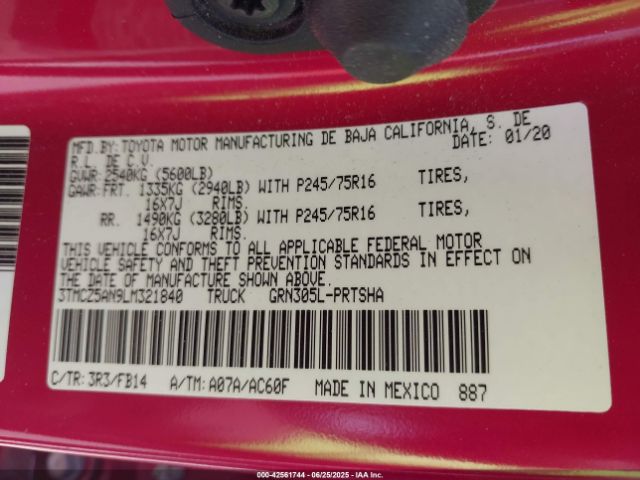 MFD. BY: TOYOTA MOTOR MANUFACTURING DE BAJA CALIFORNIA, S. DE
R.L. DE C.V. DATE: 01/20
GVWR: 2540KG (5600LB)
GAWR: FRT. 1335KG (2940LB) WITH P245/75R16 TIRES,
16X7J RIMS.
RR. 1490KG (3280LB) WITH P245/75R16 TIRES,
16X7J RIMS.
THIS VEHICLE CONFORMS TO ALL APPLICABLE FEDERAL MOTOR
VEHICLE SAFETY AND THEFT PREVENTION STANDARDS IN EFFECT ON
THE DATE OF MANUFACTURE SHOWN ABOVE.
3TMCZ5AN9LM321840 TRUCK GRN305L-PRTSHA
C/TR: 3R3/FB14 A/TM: A07A/AC60F MADE IN MEXICO 887
000-42561744 - 06/25/2025 - IAA Inc.